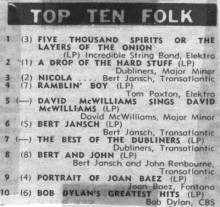 TOP TEN FOLK
1 (3) FIVE THOUSAND SPIRITS OR THE
LAYERS OF THE ONION
(LP) Incredible String Band, Elektra
2 (1) A DROP OF THE HARD STUFF (LP)
Dubliners, Major Minor
3 (2) NICOLA .... Bert Jansch, Transatlantic
4 (7) RAMBLIN' BOY (LP)
Tom Paxton, Elektra
5 (—) DAVID McWILLIAMS SINGS DAVID
McWILLIAMS (LP)
David McWilliams, Major Minor
6 (5) BERT JANSCH (LP)
Bert Jansch, Transatlantic
7 (—) THE BEST OF THE DUBLINERS (LP)
Dubliners, Transatlantic
8 (8) BERT AND JOHN (LP)
Bert Jansch and John Renbourne,
Transatlantic
9 (4) PORTRAIT OF JOAN BAEZ (LP)
Joan Baez, Fontana
10 (6) BOB DYLAN'S GREATEST HITS (LP)
Bob Dylan, CBS